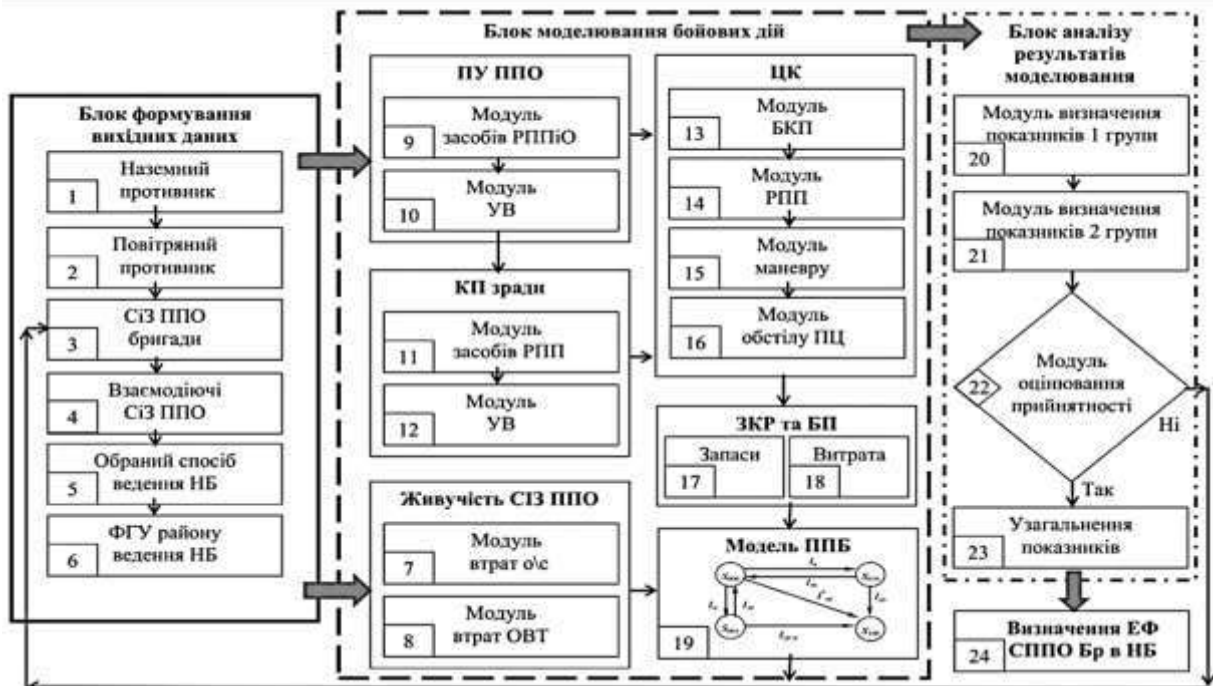 Блок формування
вихідних даних
Наземний
противник
1
Повітряний
противник
2
СіЗ ППО
бригади
3
Взаємодіючі
СіЗ ППО
4
Обраний спосіб
ведення НБ
5
ФГУ району
ведення НБ
6
Блок моделювання бойових дій
ПУ ППО
Модуль
засобів РППіО
9
Модуль
УВ
10
КП зради
Модуль
засобів РПП
11
Модуль
УВ
12
Живучість СІЗ ППО
Модуль
втрат о\с
7
Модуль
втрат ОВТ
8
ЦК
Модуль
БКП
13
Модуль
РПП
14
Модуль
маневру
15
Модуль
обстілу ПЦ
16
ЗКР та БП
Запаси
17
Витрата
18
Модель ППБ
19
Блок аналізу
результатів
моделювання
Модуль визначення
показників 1 групи
20
Модуль визначення
показників 2 групи
21
Модуль
оцінювання
прийнятності
22
Ні
Так
Узагальнення
показників
23
Визначення ЕФ
СППО Бр в НБ
24